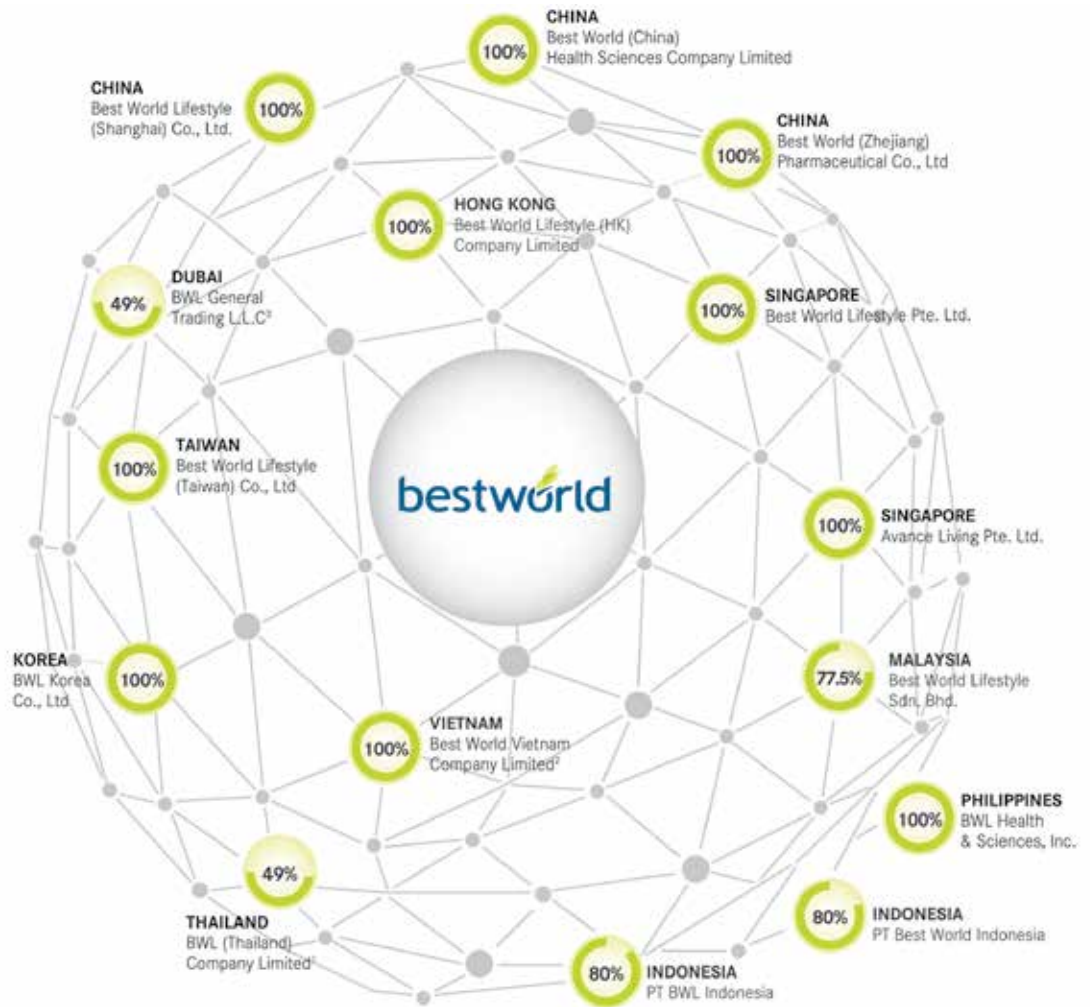 CHINA
Best World (China)
Health Sciences Company Limited
100%
CHINA
Best World Lifestyle
(Shanghai) Co., Ltd.
100%
CHINA
Best World (Zhejiang)
Pharmaceutical Co., Ltd
100%
HONG KONG
Best World Lifestyle (HK)
Company Limited
100%
DUBAI
BWL General
Trading L.L.C³
49%
SINGAPORE
Best World Lifestyle Pte. Ltd.
100%
TAIWAN
Best World Lifestyle
(Taiwan) Co., Ltd
100%
bestworld
SINGAPORE
Avance Living Pte. Ltd.
100%
KOREA
BWL Korea
Co., Ltd
100%
MALAYSIA
Best World Lifestyle
Sdn. Bhd.
77.5%
VIETNAM
Best World Vietnam
Company Limited²
100%
PHILIPPINES
BWL Health
& Sciences, Inc.
100%
49%
THAILAND
BWL (Thailand)
Company Limited¹
INDONESIA
PT Best World Indonesia
80%
INDONESIA
PT BWL Indonesia
80%